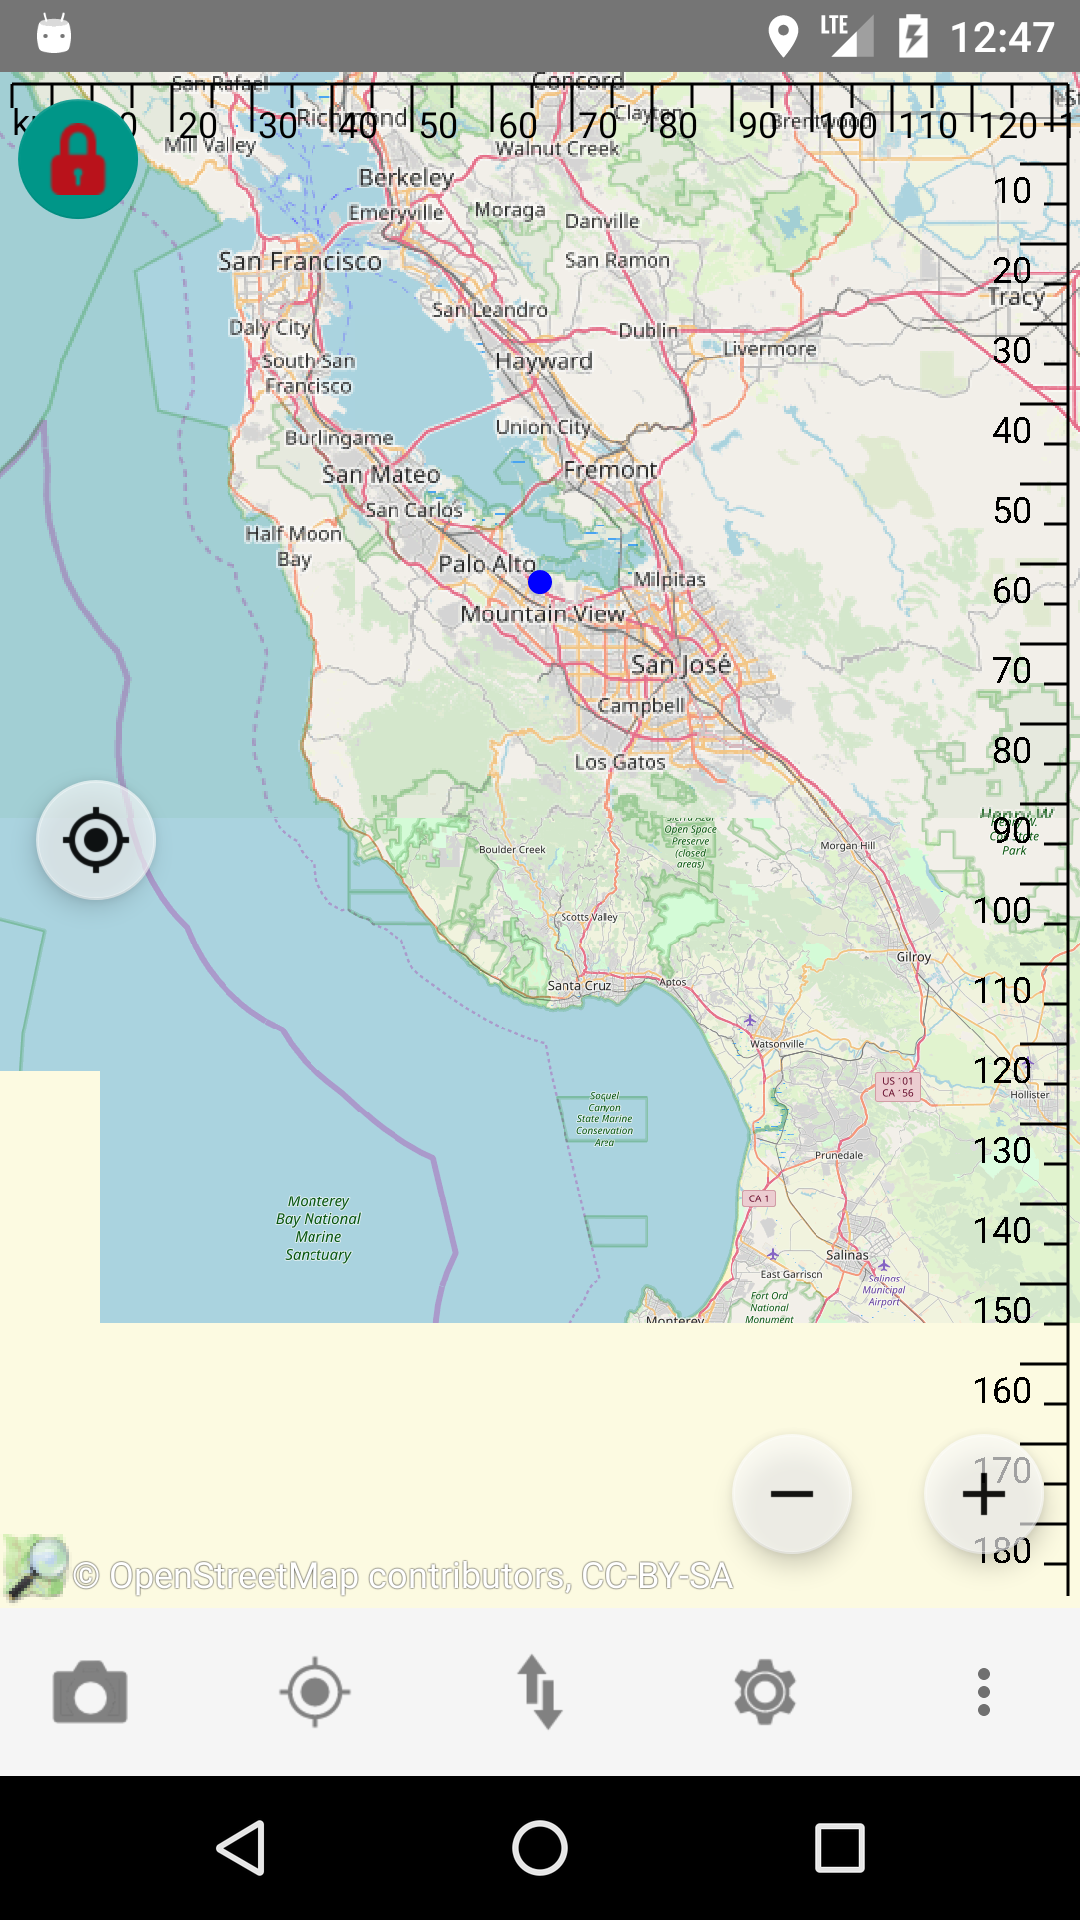 LTE
12:47
San Rafael
Concord
20
30
40
50
60
70
80
90
100
110
120
Richmond
Clayton
Brentwood
Mill Valley
Walnut Creek
Berkeley
Emeryville
Moraga
Danville
10
San Francisco
San Ramon
20
Tracy
San Leandro
Daly City
Dublin
Livermore
30
South San
Francisco
Hayward
Burlingame
Union City
40
San Mateo
Fremont
San Carlos
50
Half Moon
Bay
Palo Alto
Milpitas
60
Mountain View
San José
70
Campbell
Los Gatos
80
Henry W
90
Open Space
Preserve
(closed
areas)
Park
Boulder Creek
Morgan Hill
Scotts Valley
100
Gilroy
Santa Cruz
Aptos
110
Watsonville
120
US 101
CA 156
Hollister
Soquel
Canyon
State Marine
Conservation
Area
130
Prunedale
CA 1
Monterey
Bay National
Marine
Sanctuary
140
Salinas
East Garrison
Salinas
Municipal
Airport
Fort Ord
National
Monument
Monterey
150
160
170
180
© OpenStreetMap contributors, CC-BY-SA